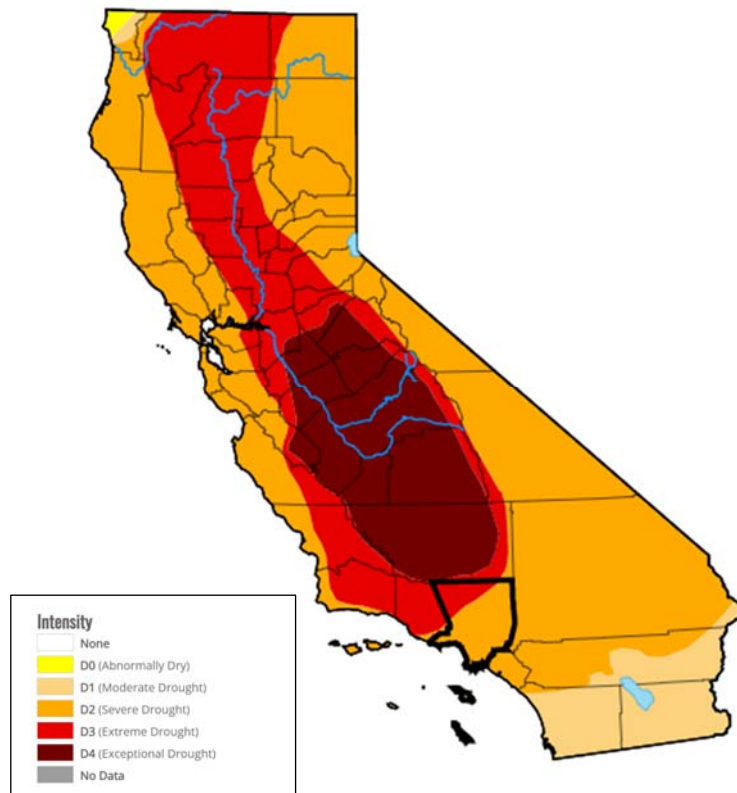 Intensity
None
D0 (Abnormally Dry)
D1 (Moderate Drought)
D2 (Severe Drought)
D3 (Extreme Drought)
D4 (Exceptional Drought)
No Data